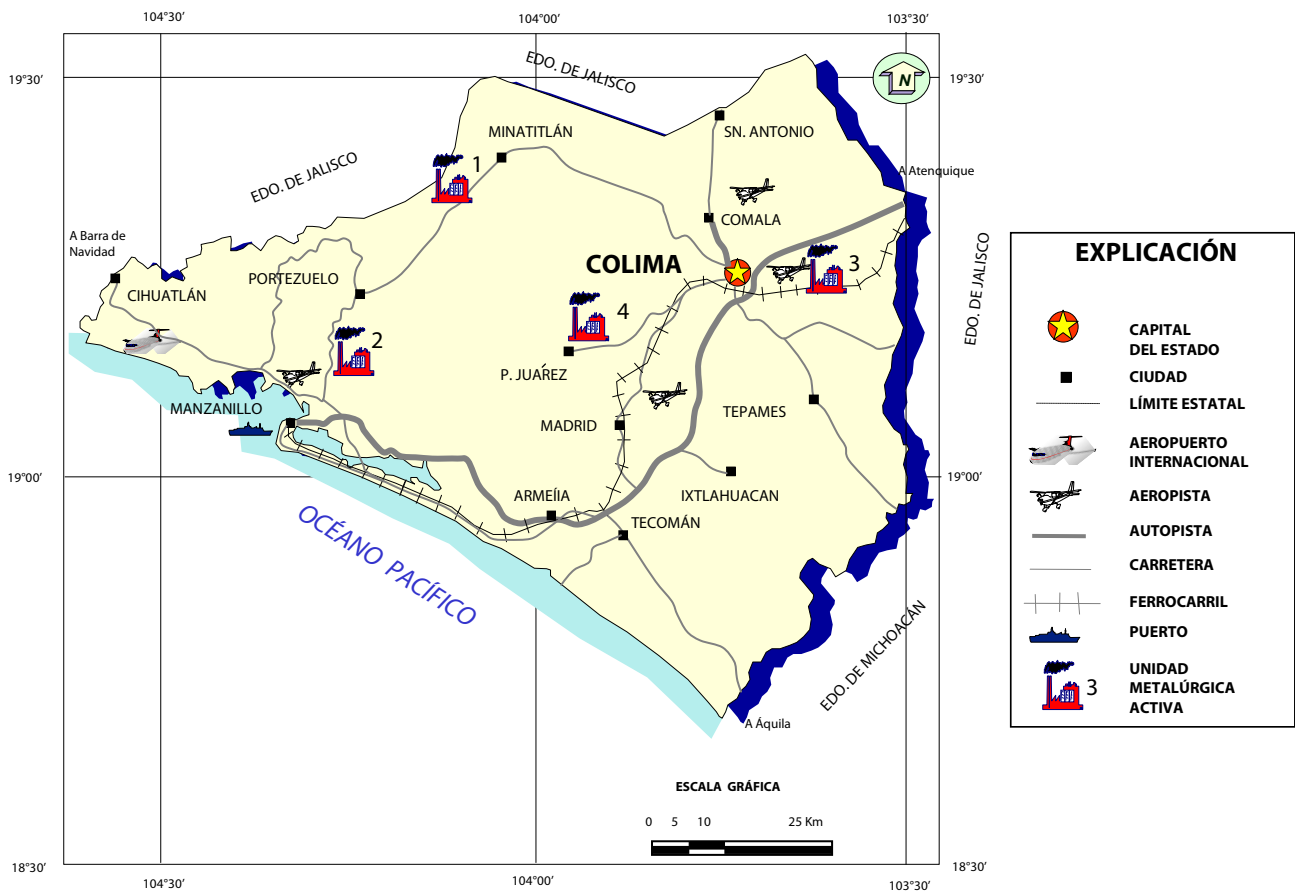 104°30’
104°00’
103°30’
19°30’
19°30’
EDO. DE JALISCO
N
MINATITLÁN
SN. ANTONIO
1
EDO. DE JALISCO
A Atenquique
COMALA
A Barra de
Navidad
EDO. DE JALISCO
COLIMA
3
PORTEZUELO
CIHUATLÁN
4
2
P. JUAŔEZ
MANZANILLO
MADRID
TEPAMES
19°00’
19°00’
ARMEÍIA
IXTLAHUACAN
TECOMÁN
OCÉANO PACÍFICO
EDO. DE MICHOACÁN
A Áquila
ESCALA GRÁFICA
0 5 10 25 Km
18°30’
18°30’
104°30’
104°00’
103°30’
EXPLICACIÓN
CAPITAL
DEL ESTADO
CIUDAD
LÍMITE ESTATAL
AEROPUERTO
INTERNACIONAL
AEROPISTA
AUTOPISTA
CARRETERA
FERROCARRIL
PUERTO
UNIDAD
METALÚRGICA
ACTIVA
3